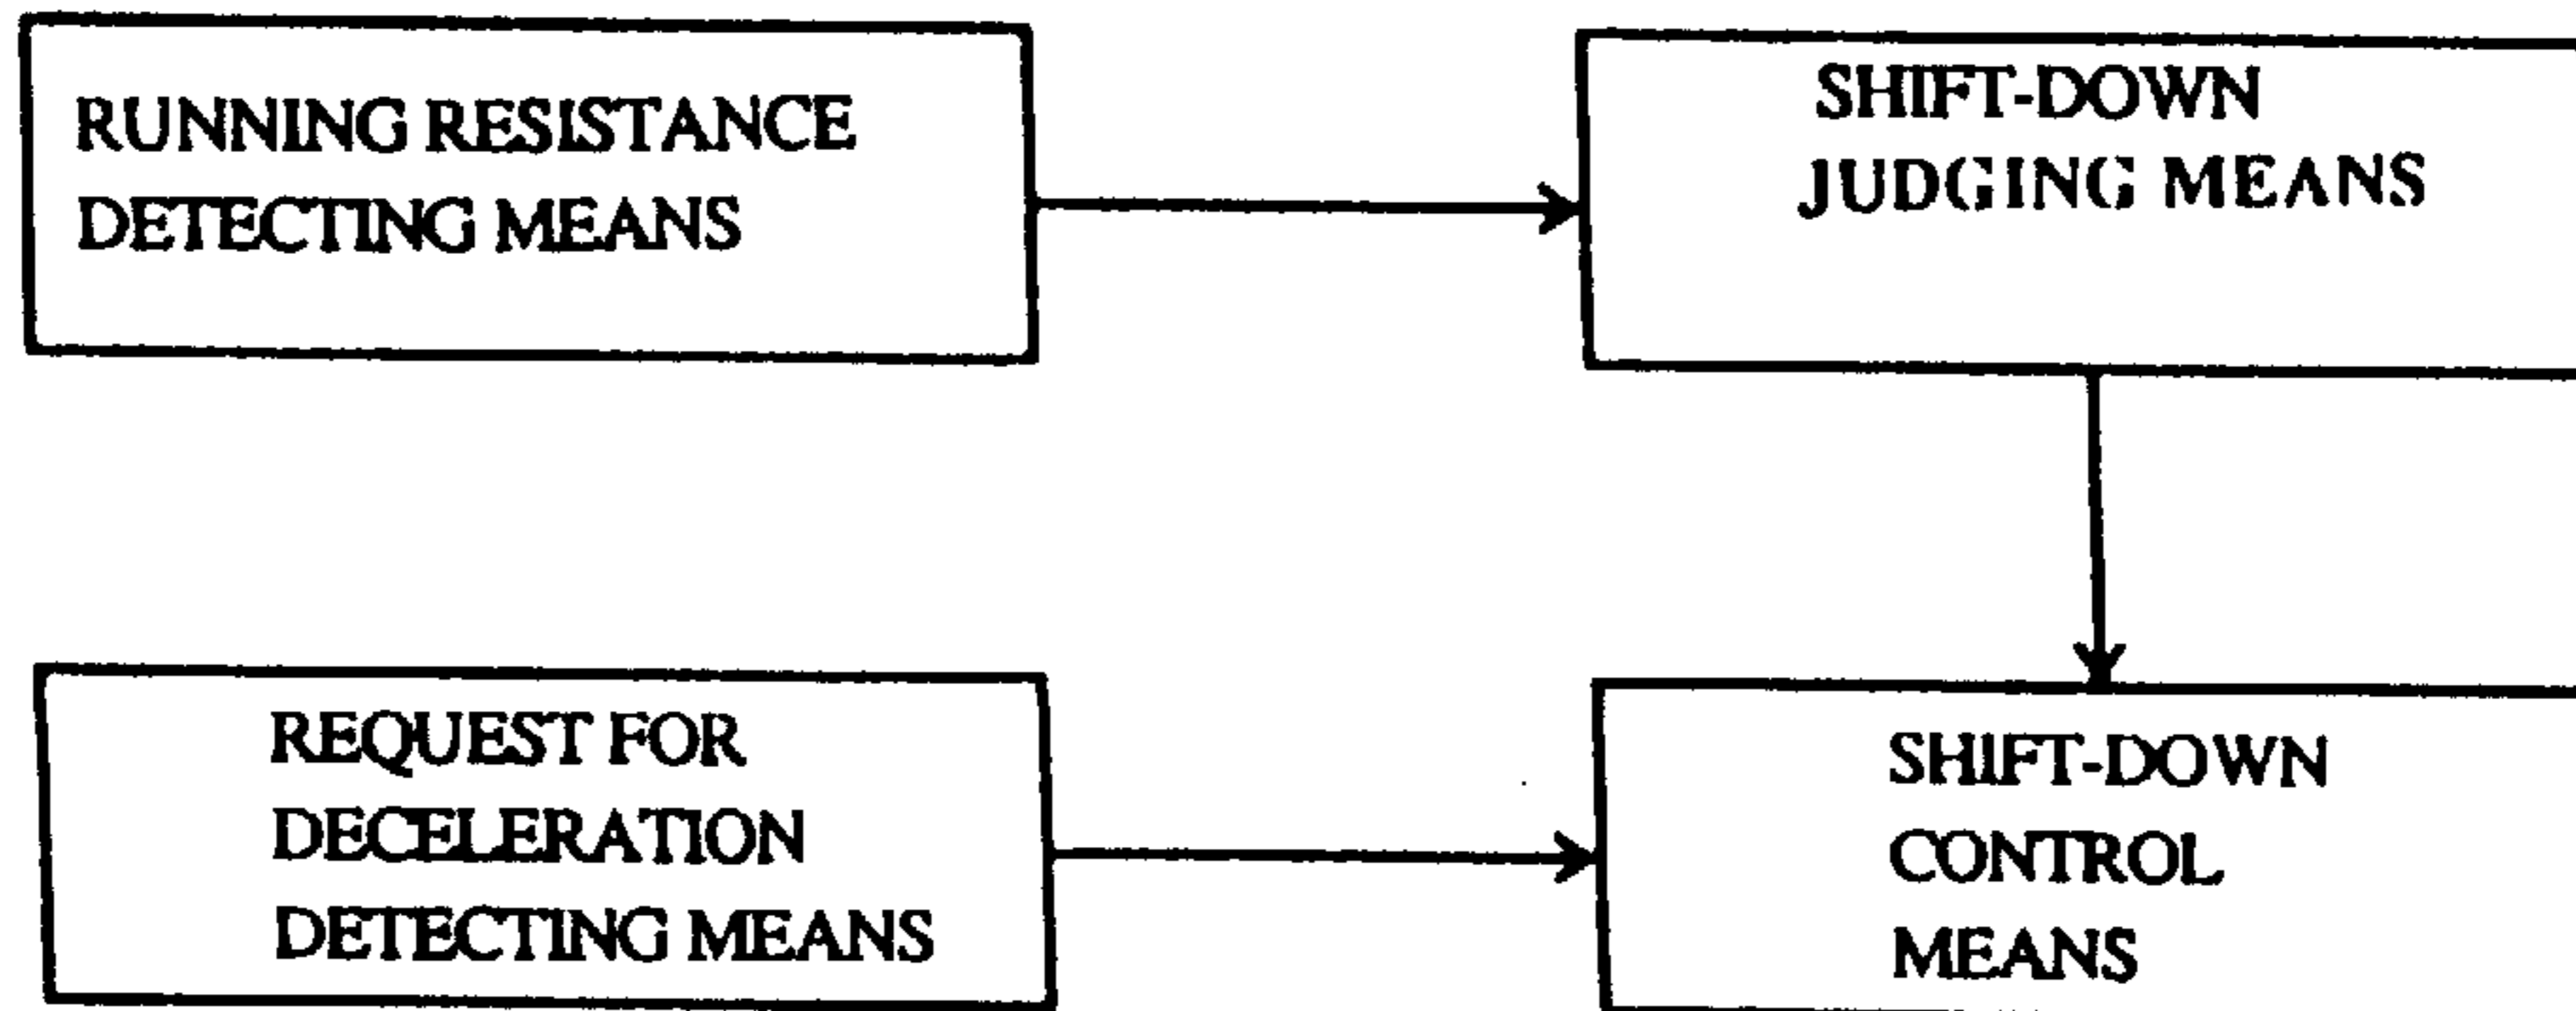 RUNNING RESISTANCE
DETECTING MEANS
SHIFT-DOWN
JUDGING MEANS
REQUEST FOR
DECELERATION
DETECTING MEANS
SHIFT-DOWN
CONTROL
MEANS